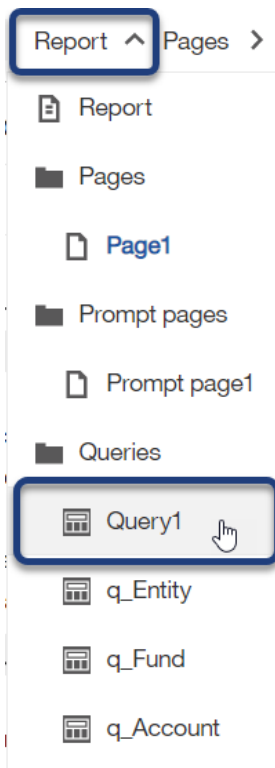 Report Pages
Report
Pages
Page1
Prompt pages
Prompt page1
Queries
Query1
q_Entity
q_Fund
q_Account